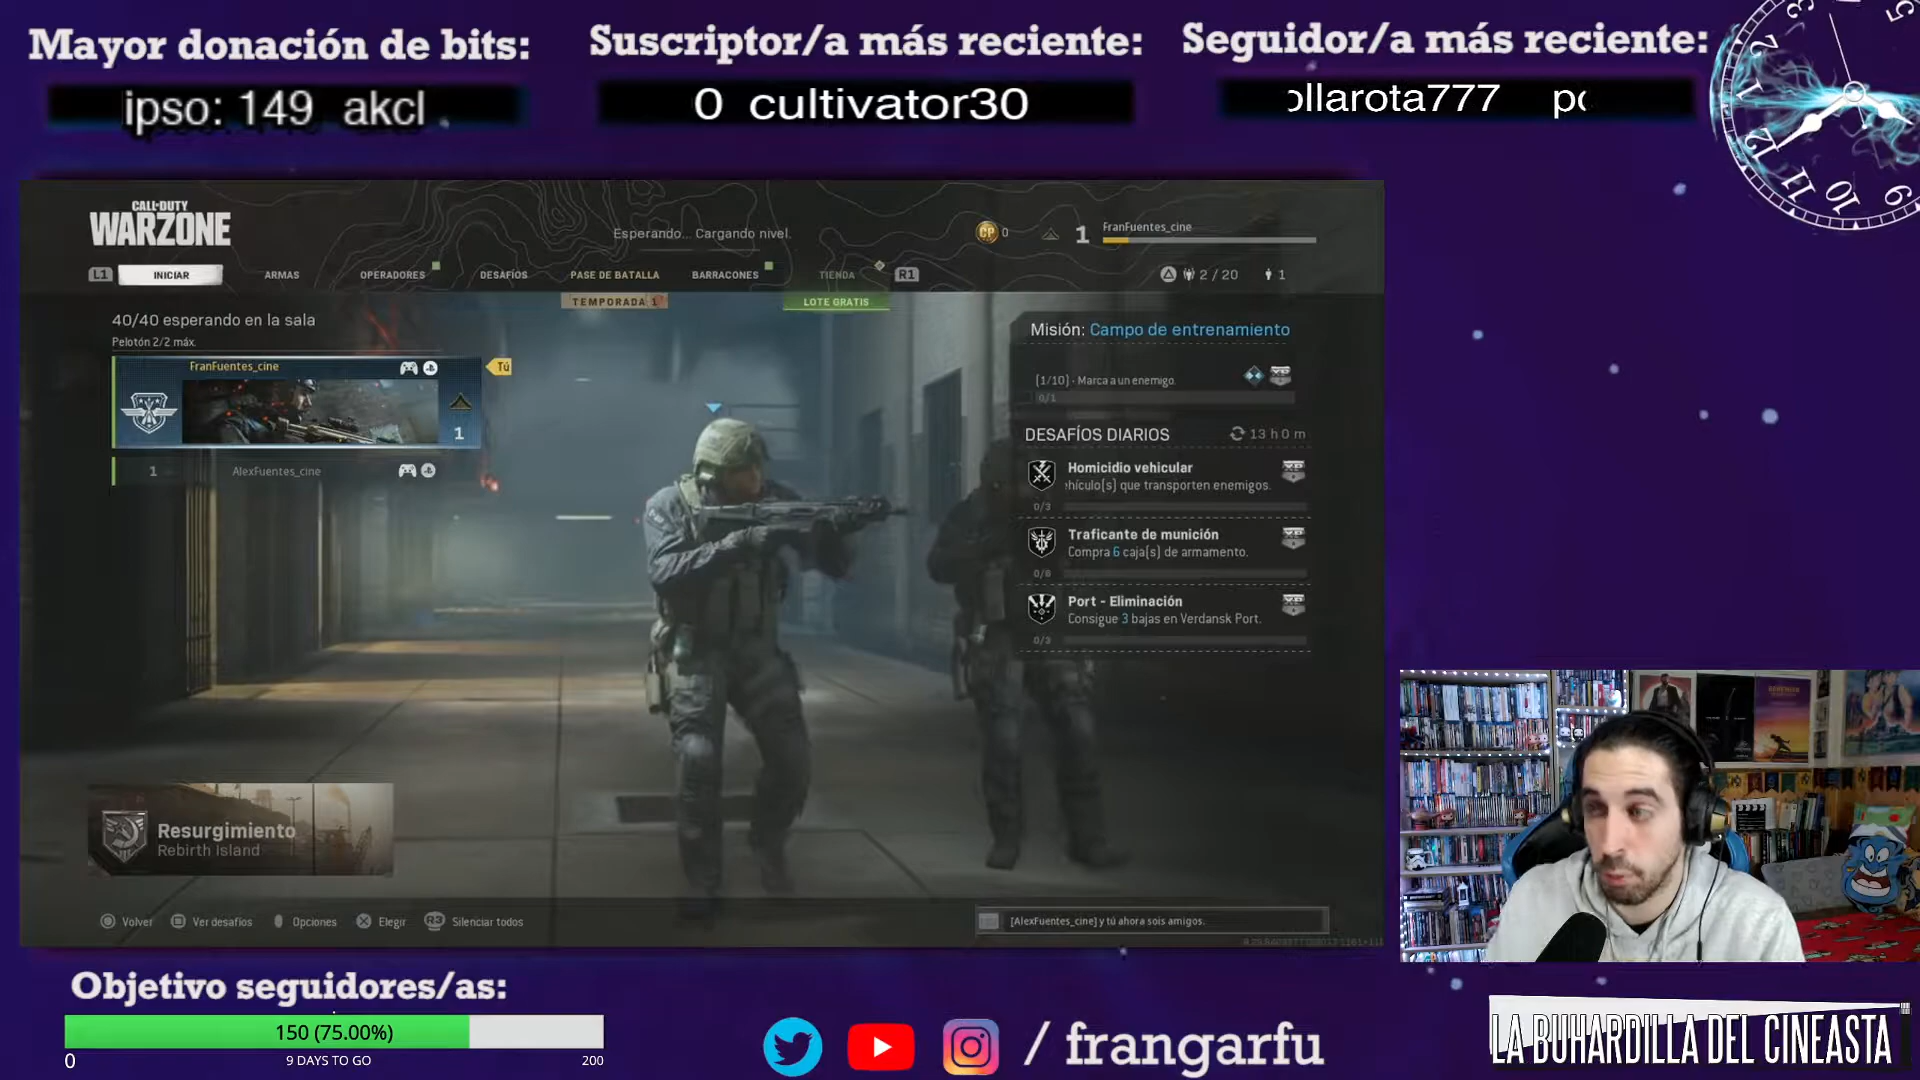 Mayor donación de bits:
ipso: 149 akcl
Suscriptor/a más reciente:
0 cultivator30
Seguidor/a más reciente:
ollarota777 po
CALL OF DUTY
WARZONE
Esperando... Cargando nivel.
CP 0
1
FranFuentes_cine
L1
INICIAR
ARMAS
OPERADORES
DESAFÍOS
PASE DE BATALLA
BARRACONES
TIENDA
R1
2 / 20
1
TEMPORADA 1
LOTE GRATIS
40/40 esperando en la sala
Pelotón 2/2 máx.
FranFuentes_cine
Tú
1
1 AlexFuentes_cine
Misión: Campo de entrenamiento
(1/10) - Marca a un enemigo.
0/1
DESAFÍOS DIARIOS
13 h 0 m
Homicidio vehicular
ehículo(s) que transporten enemigos.
0/3
Traficante de munición
Compra 6 caja(s) de armamento.
0/6
Port - Eliminación
Consigue 3 bajas en Verdansk Port.
0/3
Resurgimiento
Rebirth Island
Volver
Ver desafíos
Opciones
Elegir
R3 Silenciar todos
[AlexFuentes_cine] y tú ahora sois amigos.
Objetivo seguidores/as:
150 (75.00%)
0
9 DAYS TO GO
200
/ frangarfu
LA BUHARDILLA DEL CINEASTA